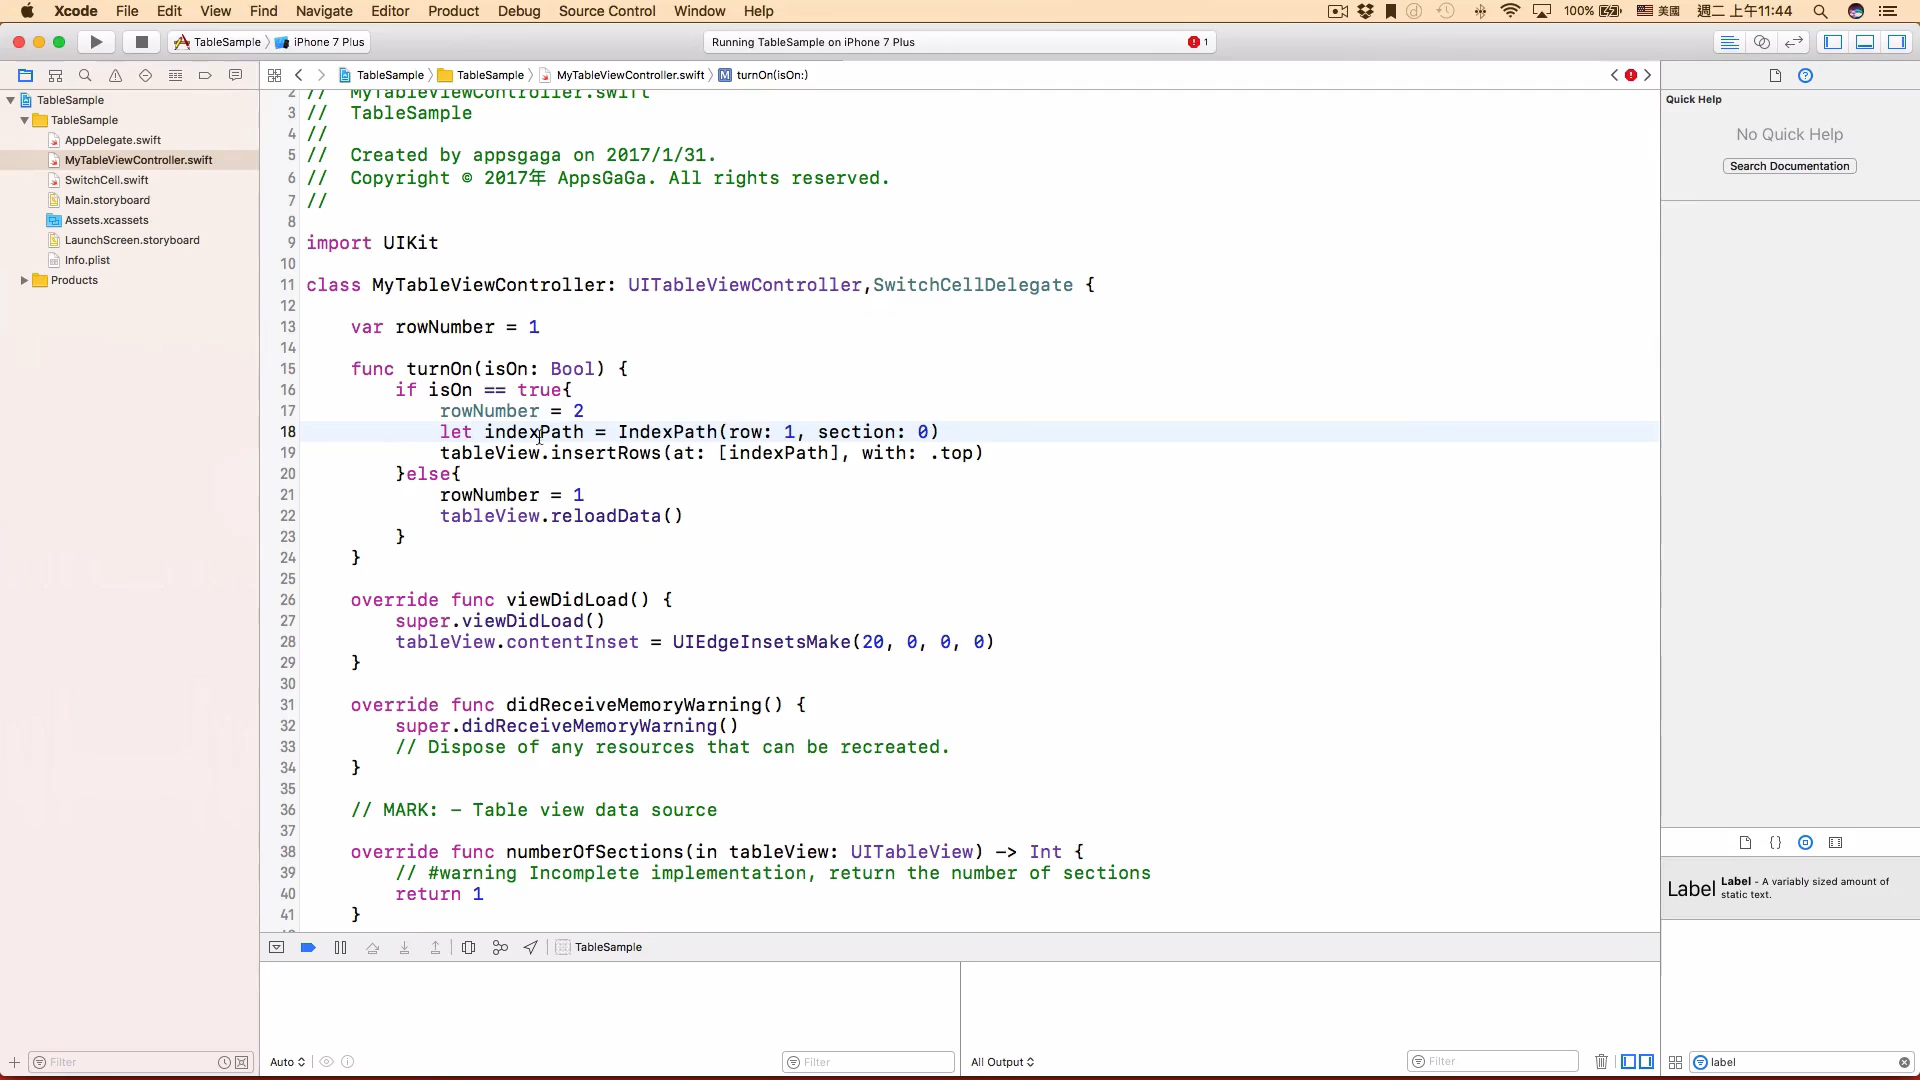 Xcode File Edit View Find Navigate Editor Product Debug Source Control Window Help 100% 美國 週二 上午11:44
TableSample iPhone 7 Plus Running TableSample on iPhone 7 Plus 1
TableSample TableSample MyTableViewController.swift turnOn(isOn:)
TableSample
TableSample
AppDelegate.swift
MyTableViewController.swift
SwitchCell.swift
Main.storyboard
Assets.xcassets
LaunchScreen.storyboard
Info.plist
Products
2 // MyTableViewController.swift
3 // TableSample
4 //
5 // Created by appsgaga on 2017/1/31.
6 // Copyright © 2017年 AppsGaGa. All rights reserved.
7 //
8
9 import UIKit
10
11 class MyTableViewController: UITableViewController,SwitchCellDelegate {
12
13 var rowNumber = 1
14
15 func turnOn(isOn: Bool) {
16 if isOn == true{
17 rowNumber = 2
18 let indexPath = IndexPath(row: 1, section: 0)
19 tableView.insertRows(at: [indexPath], with: .top)
20 }else{
21 rowNumber = 1
22 tableView.reloadData()
23 }
24 }
25
26 override func viewDidLoad() {
27 super.viewDidLoad()
28 tableView.contentInset = UIEdgeInsetsMake(20, 0, 0, 0)
29 }
30
31 override func didReceiveMemoryWarning() {
32 super.didReceiveMemoryWarning()
33 // Dispose of any resources that can be recreated.
34 }
35
36 // MARK: - Table view data source
37
38 override func numberOfSections(in tableView: UITableView) -> Int {
39 // #warning Incomplete implementation, return the number of sections
40 return 1
41 }
TableSample
Quick Help
No Quick Help
Search Documentation
Label Label - A variably sized amount of
static text.
Filter Auto Filter All Output Filter label